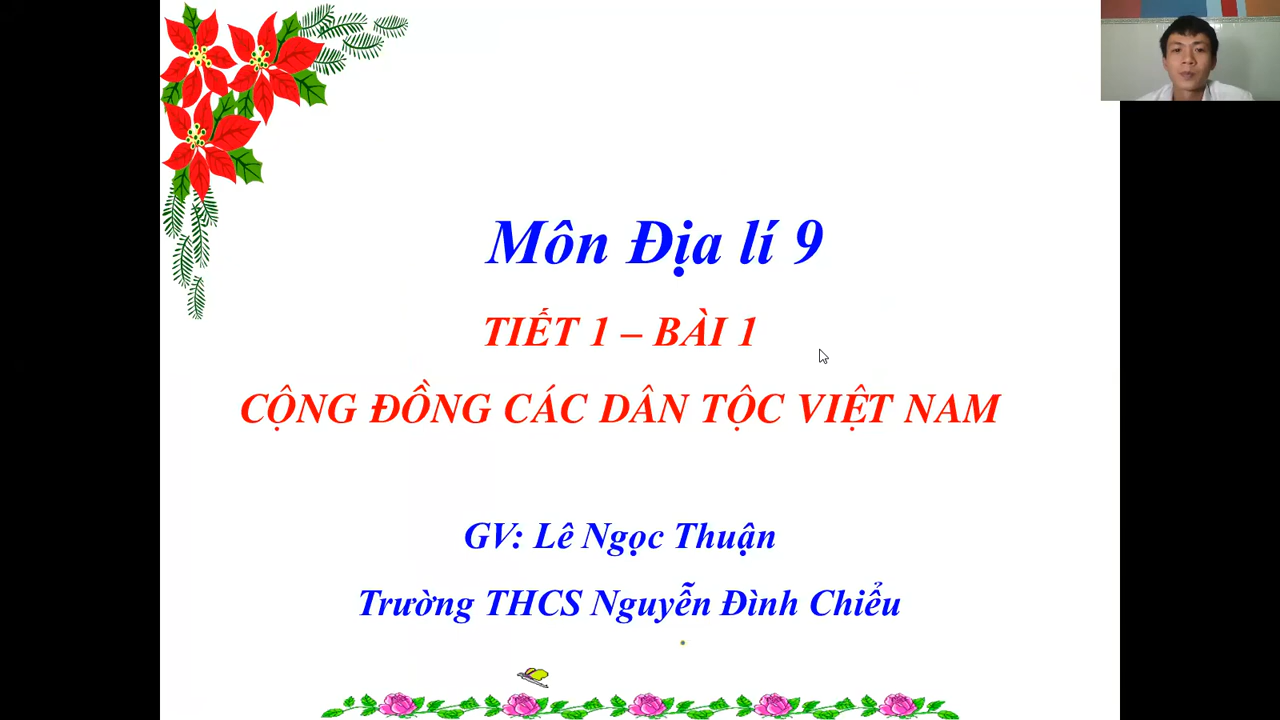 Môn Địa lí 9
TIẾT 1 – BÀI 1
CỘNG ĐỒNG CÁC DÂN TỘC VIỆT NAM
GV: Lê Ngọc Thuận
Trường THCS Nguyễn Đình Chiểu